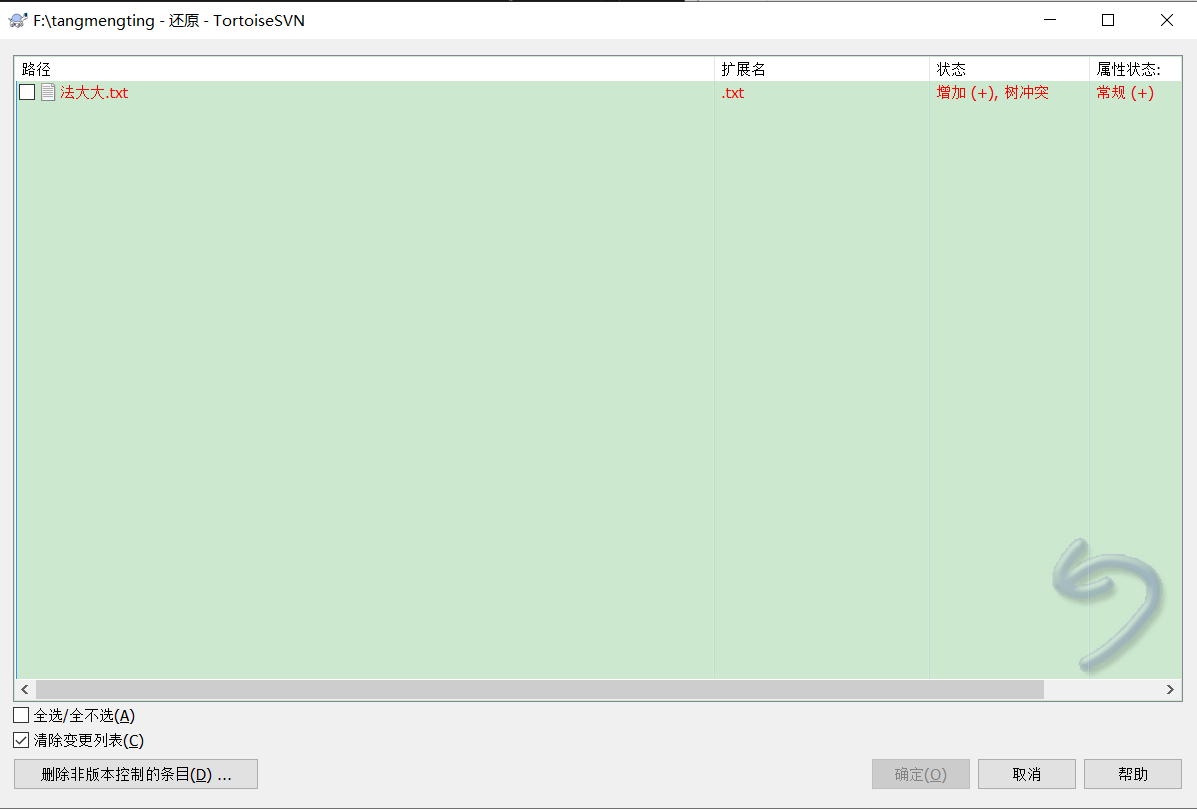 F:\tangmengting - 还原 - TortoiseSVN
路径 扩展名 状态 属性状态:
法大大.txt .txt 增加 (+), 树冲突 常规 (+)
全选/全不选(A)
清除变更列表(C)
删除非版本控制的条目(D) ... 确定(O) 取消 帮助